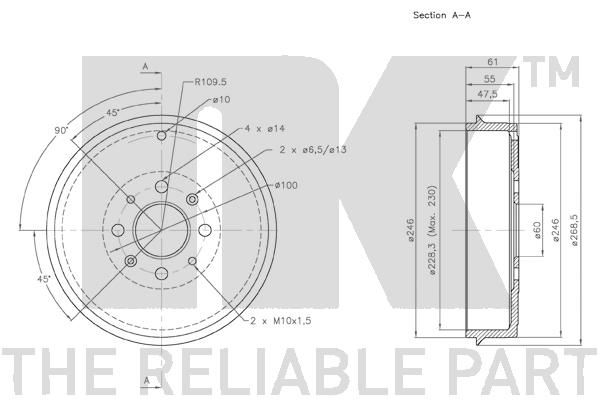 Section A-A
A
61
55
47,5
R109.5
ø10
4 x ø14
2 x ø6,5/ø13
ø100
45°
90°
45°
2 x M10x1,5
ø246
ø228,3 (Max. 230)
ø60
ø246
ø268,5
A
NK™
THE RELIABLE PART